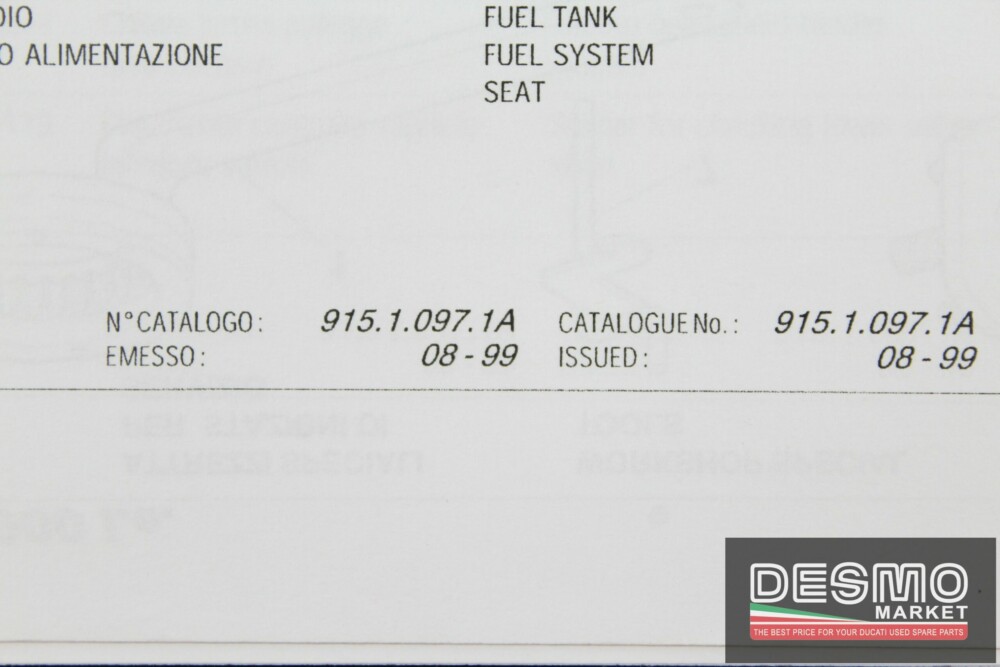 DIO
O ALIMENTAZIONE
FUEL TANK
FUEL SYSTEM
SEAT
N° CATALOGO: 915.1.097.1A
EMESSO: 08 - 99
CATALOGUE No.: 915.1.097.1A
ISSUED: 08 - 99
DESMO
MARKET
THE BEST PRICE FOR YOUR DUCATI USED SPARE PARTS